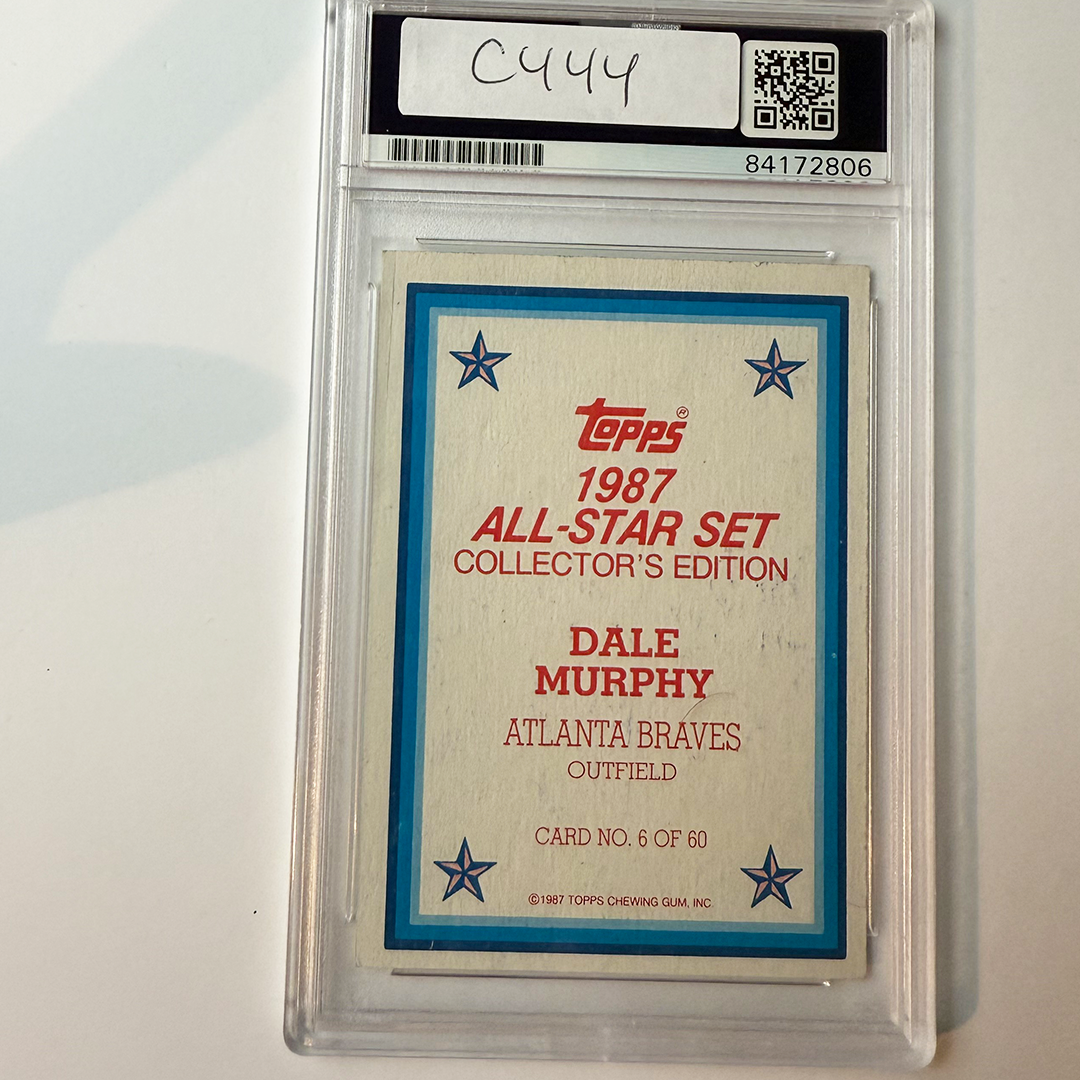 C444
84172806
topps®
1987
ALL-STAR SET
COLLECTOR'S EDITION
DALE
MURPHY
ATLANTA BRAVES
OUTFIELD
CARD NO. 6 OF 60
©1987 TOPPS CHEWING GUM, INC.